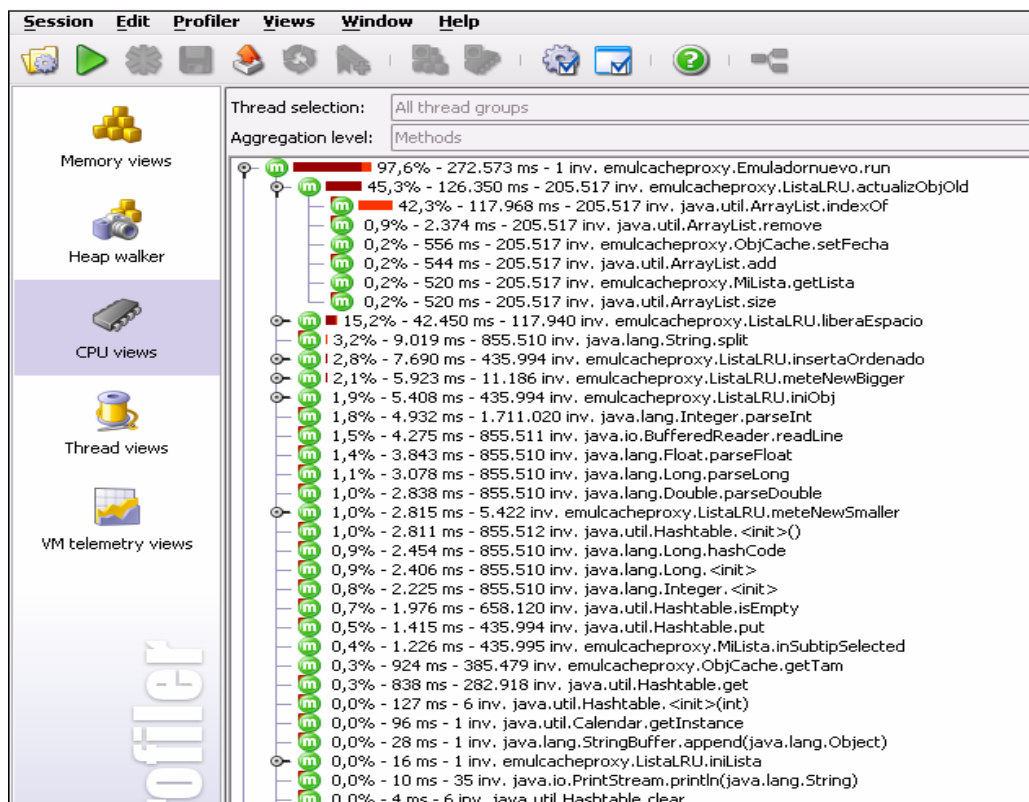 Session Edit Profiler Views Window Help
Thread selection: All thread groups
Aggregation level: Methods
Memory views
Heap walker
CPU views
Thread views
VM telemetry views
97,6% - 272.573 ms - 1 inv. emulcacheproxy.Emuladornuevo.run
45,3% - 126.350 ms - 205.517 inv. emulcacheproxy.ListaLRU.actualizObjOld
42,3% - 117.968 ms - 205.517 inv. java.util.ArrayList.indexOf
0,9% - 2.374 ms - 205.517 inv. java.util.ArrayList.remove
0,2% - 556 ms - 205.517 inv. emulcacheproxy.ObjCache.setFecha
0,2% - 544 ms - 205.517 inv. java.util.ArrayList.add
0,2% - 520 ms - 205.517 inv. emulcacheproxy.MiLista.getLista
0,2% - 520 ms - 205.517 inv. java.util.ArrayList.size
15,2% - 42.450 ms - 117.940 inv. emulcacheproxy.ListaLRU.liberaEspacio
3,2% - 9.019 ms - 855.510 inv. java.lang.String.split
2,8% - 7.690 ms - 435.994 inv. emulcacheproxy.ListaLRU.insertaOrdenado
2,1% - 5.923 ms - 11.186 inv. emulcacheproxy.ListaLRU.meteNewBigger
1,9% - 5.408 ms - 435.994 inv. emulcacheproxy.ListaLRU.iniObj
1,8% - 4.932 ms - 1.711.020 inv. java.lang.Integer.parseInt
1,5% - 4.275 ms - 855.511 inv. java.io.BufferedReader.readLine
1,4% - 3.843 ms - 855.510 inv. java.lang.Float.parseFloat
1,1% - 3.078 ms - 855.510 inv. java.lang.Long.parseLong
1,0% - 2.838 ms - 855.510 inv. java.lang.Double.parseDouble
1,0% - 2.815 ms - 5.422 inv. emulcacheproxy.ListaLRU.meteNewSmaller
1,0% - 2.811 ms - 855.512 inv. java.util.Hashtable.<init>()
0,9% - 2.454 ms - 855.510 inv. java.lang.Long.hashCode
0,9% - 2.406 ms - 855.510 inv. java.lang.Long.<init>
0,8% - 2.225 ms - 855.510 inv. java.lang.Integer.<init>
0,7% - 1.976 ms - 658.120 inv. java.util.Hashtable.isEmpty
0,5% - 1.415 ms - 435.994 inv. java.util.Hashtable.put
0,4% - 1.226 ms - 435.995 inv. emulcacheproxy.MiLista.inSubtipSelected
0,3% - 924 ms - 385.479 inv. emulcacheproxy.ObjCache.getTam
0,3% - 838 ms - 282.918 inv. java.util.Hashtable.get
0,0% - 127 ms - 6 inv. java.util.Hashtable.<init>(int)
0,0% - 96 ms - 1 inv. java.util.Calendar.getInstance
0,0% - 28 ms - 1 inv. java.lang.StringBuffer.append(java.lang.Object)
0,0% - 16 ms - 1 inv. emulcacheproxy.ListaLRU.iniLista
0,0% - 10 ms - 35 inv. java.io.PrintStream.println(java.lang.String)
0,0% - 4 ms - 6 inv. java.util.Hashtable.clear